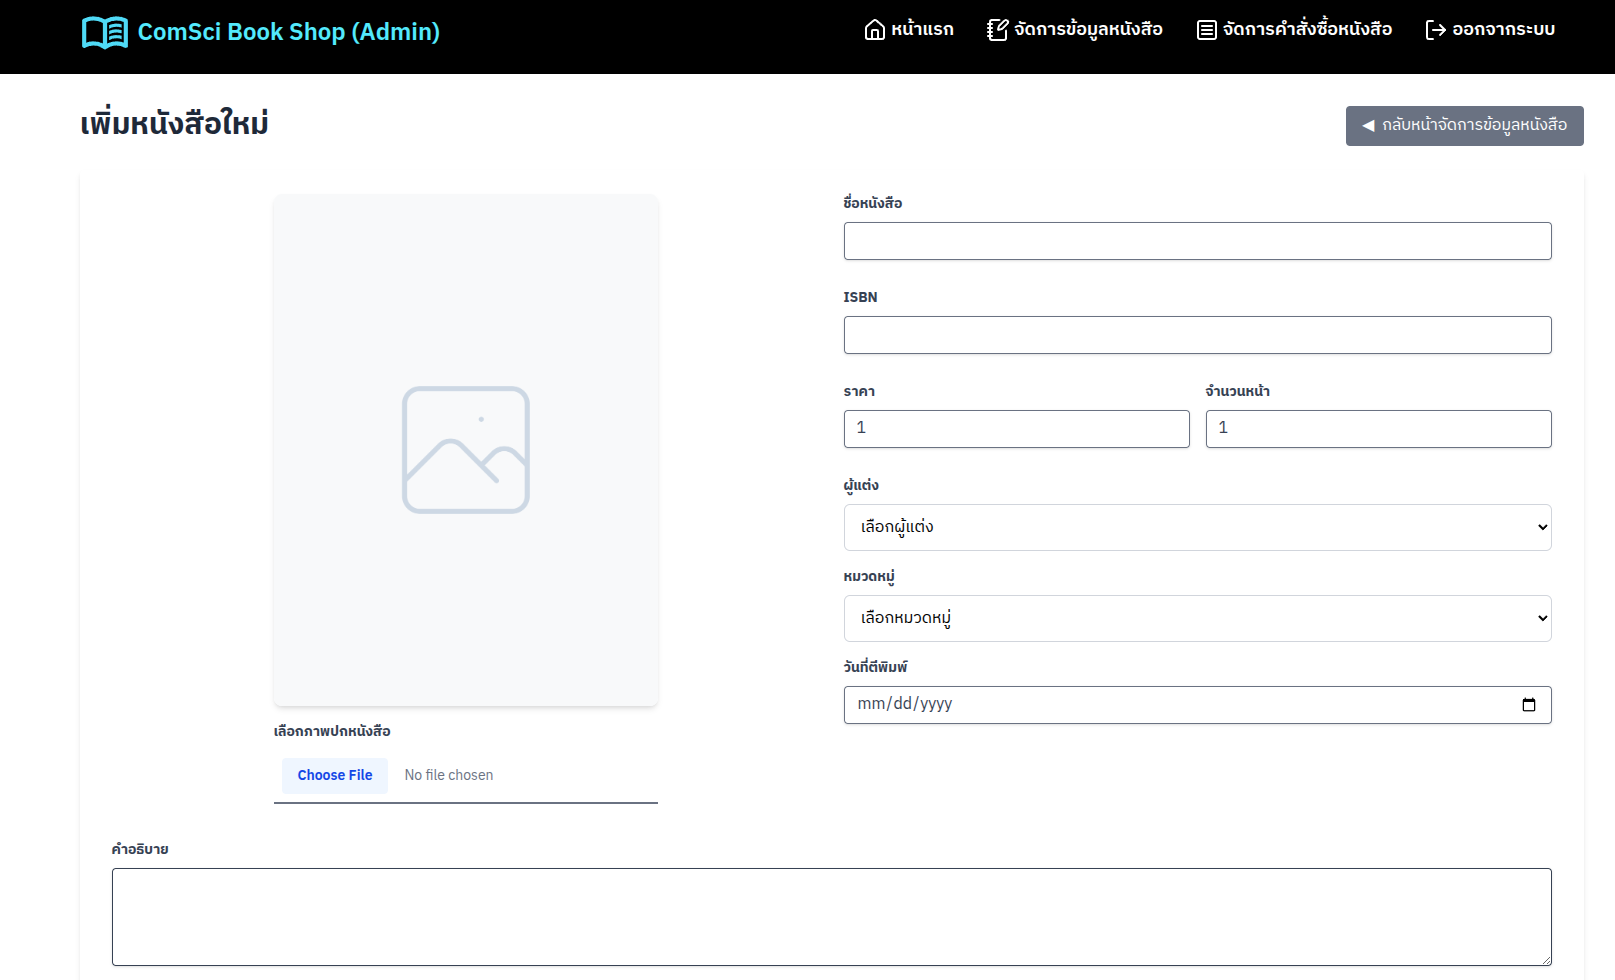 ComSci Book Shop (Admin)
หน้าแรก
จัดการข้อมูลหนังสือ
จัดการคำสั่งซื้อหนังสือ
ออกจากระบบ
เพิ่มหนังสือใหม่
◀ กลับหน้าจัดการข้อมูลหนังสือ
ชื่อหนังสือ
ISBN
ราคา
จำนวนหน้า
1
1
ผู้แต่ง
เลือกผู้แต่ง
หมวดหมู่
เลือกหมวดหมู่
วันที่ตีพิมพ์
mm/dd/yyyy
เลือกภาพปกหนังสือ
Choose File No file chosen
คำอธิบาย